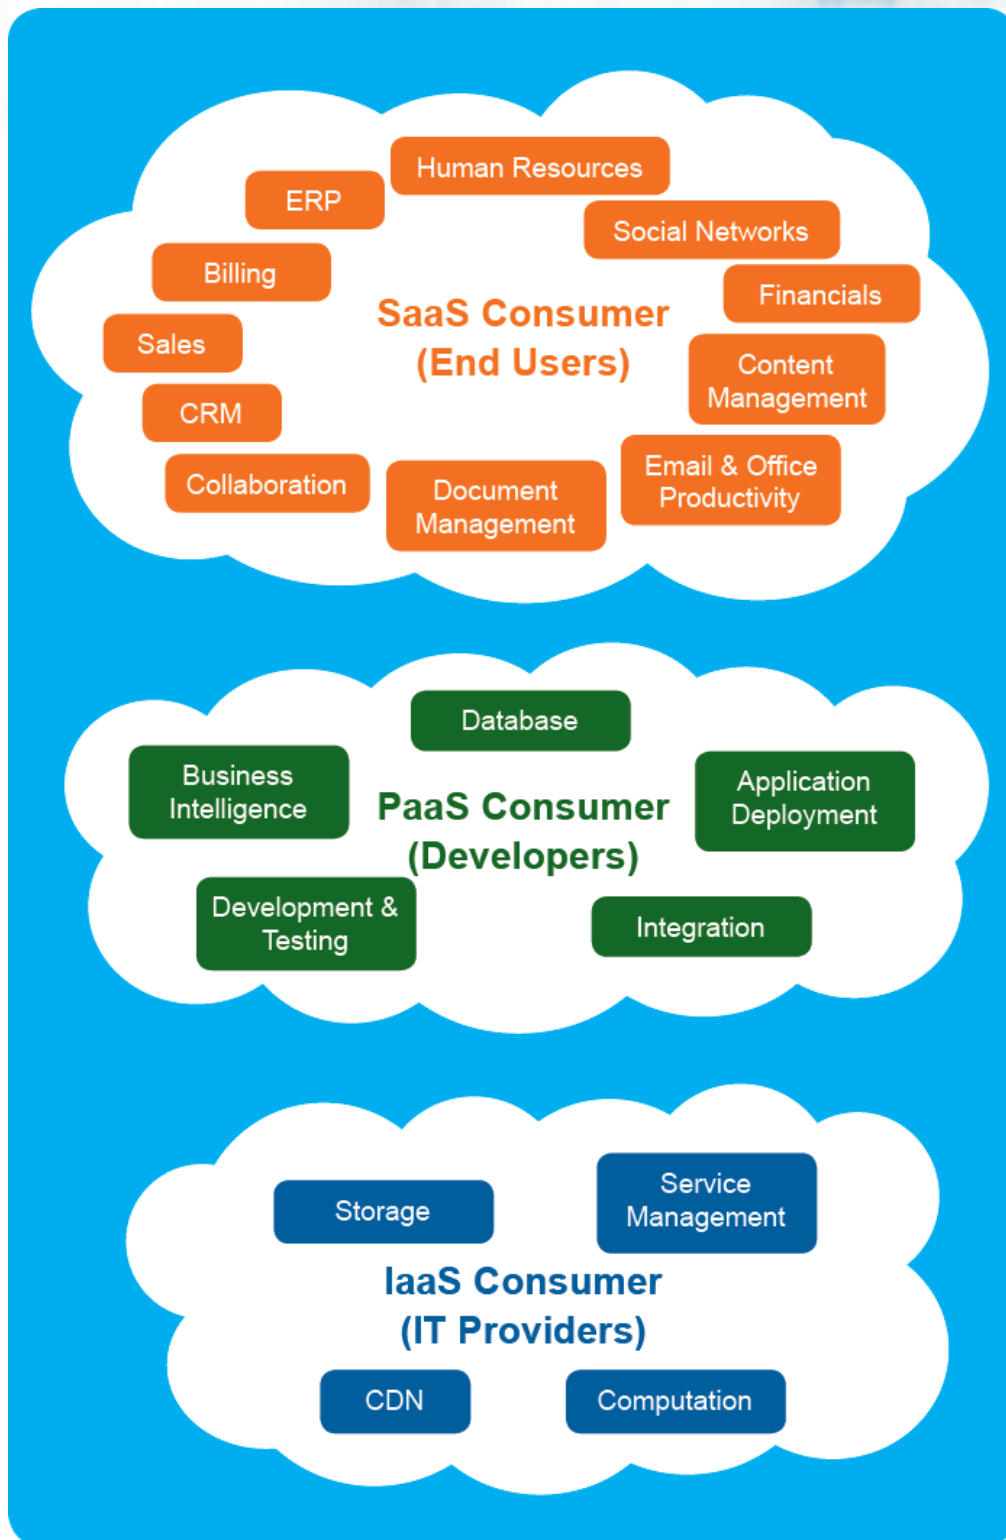 Human Resources
ERP
Social Networks
Billing
Financials
SaaS Consumer
(End Users)
Sales
Content
Management
CRM
Email & Office
Productivity
Collaboration
Document
Management
Database
Business
Intelligence
PaaS Consumer
(Developers)
Application
Deployment
Development &
Testing
Integration
Storage
Service
Management
IaaS Consumer
(IT Providers)
CDN
Computation